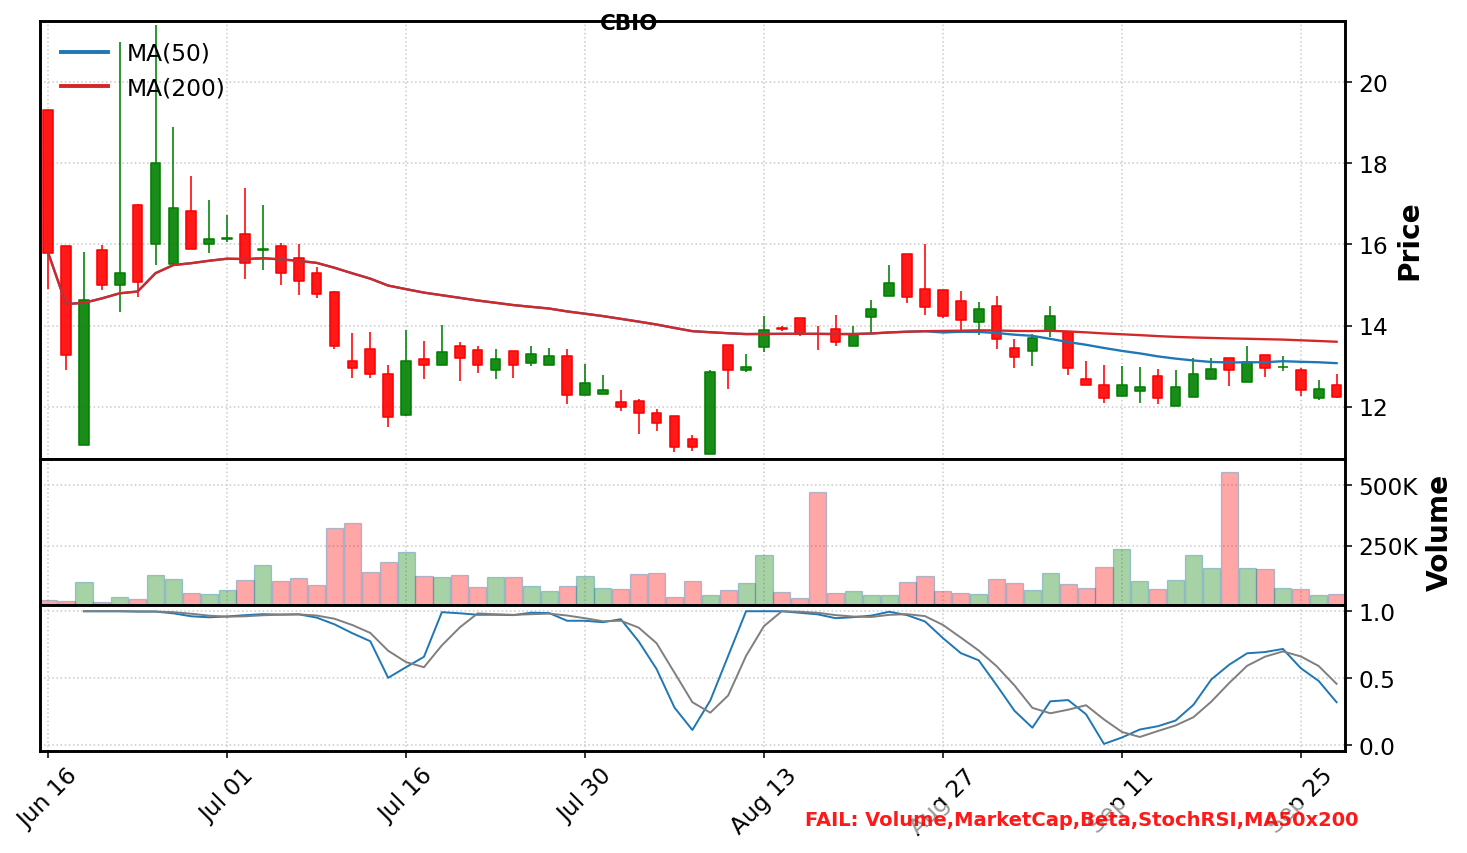 CBIO
MA(50)
MA(200)
20
18
16
14
12
Price
500K
250K
Volume
1.0
0.5
0.0
Jun 16
Jul 01
Jul 16
Jul 30
Aug 13
Aug 27
Sep 11
Sep 25
FAIL: Volume,MarketCap,Beta,StochRSI,MA50x200